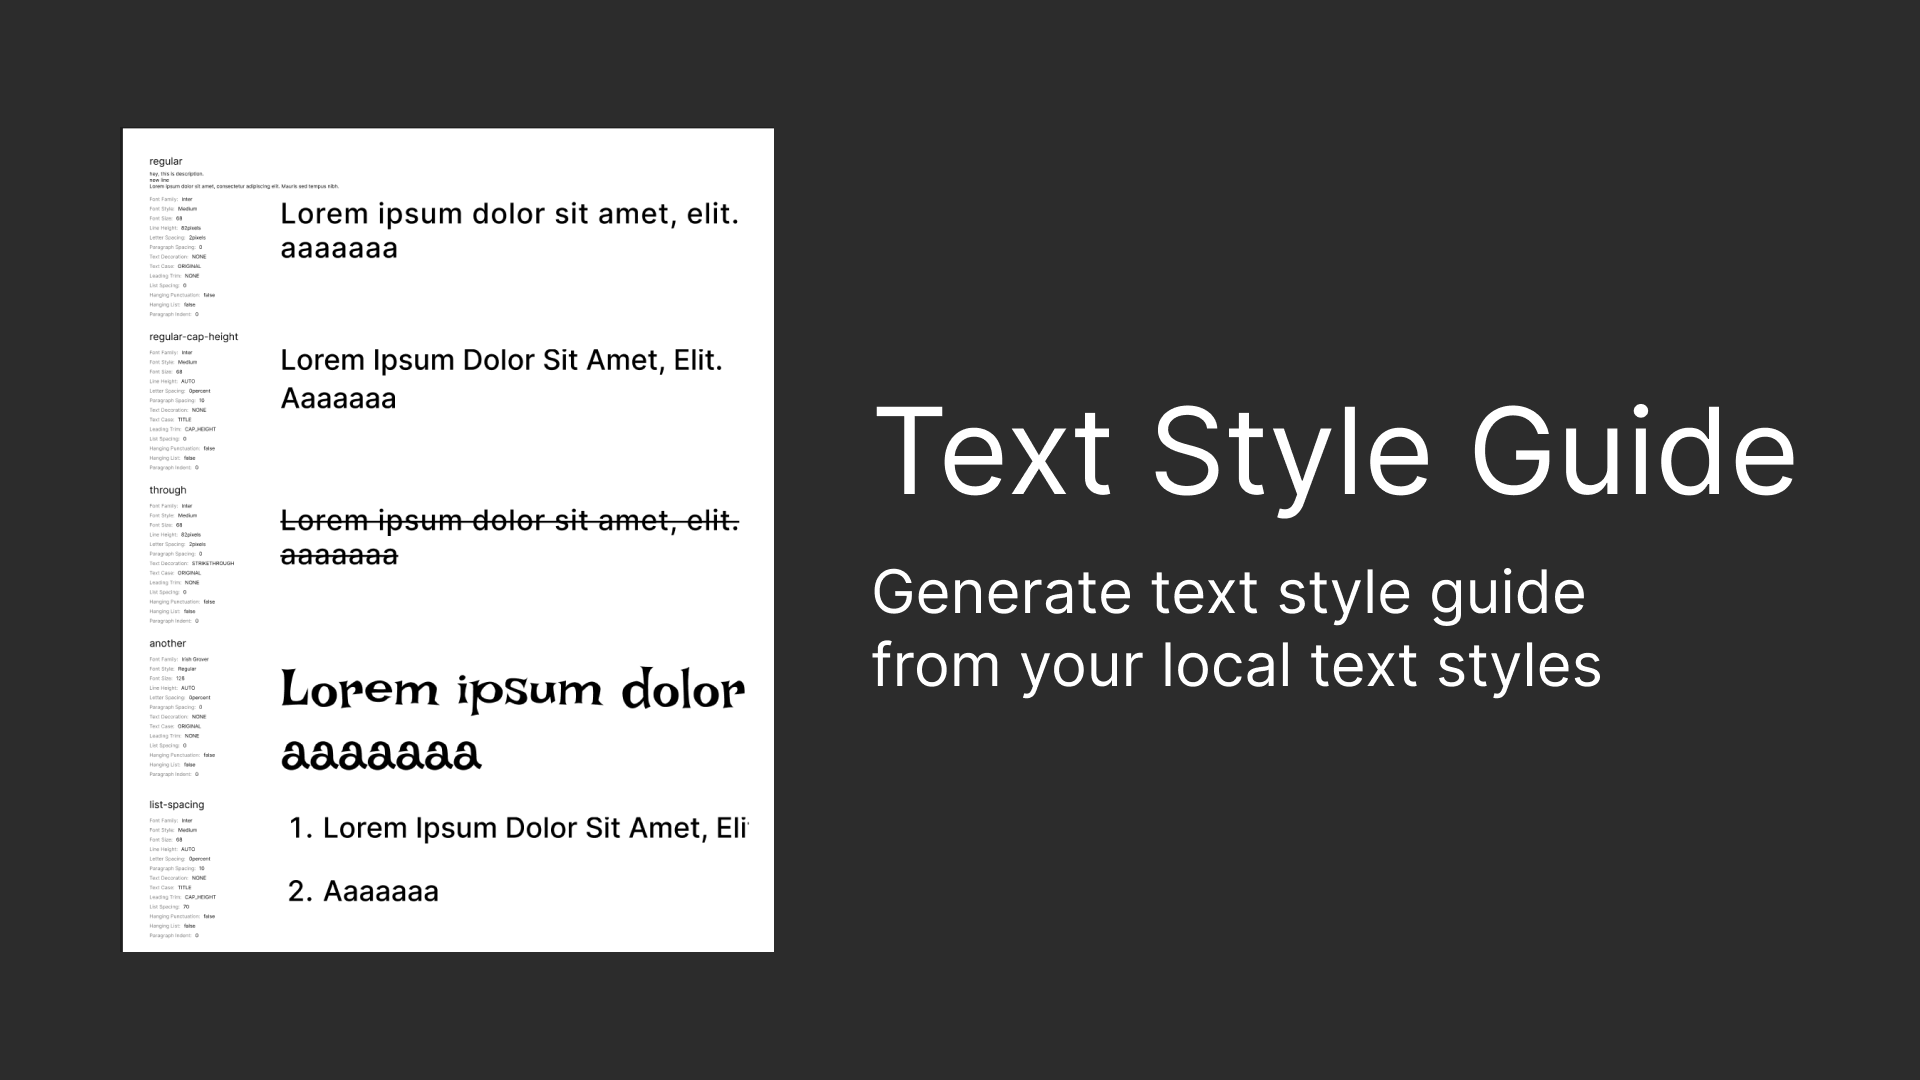 regular
hey, this is description.
new line
Lorem ipsum dolor sit amet, consectetur adipiscing elit. Mauris sed tempus nibh.
Font Family: Inter
Font Style: Medium
Font Size: 68
Line Height: 82pixels
Letter Spacing: 2pixels
Paragraph Spacing: 0
Text Decoration: NONE
Text Case: ORIGINAL
Leading Trim: NONE
List Spacing: 0
Hanging Punctuation: false
Hanging List: false
Paragraph Indent: 0
Lorem ipsum dolor sit amet, elit.
aaaaaaa
regular-cap-height
Font Family: Inter
Font Style: Medium
Font Size: 68
Line Height: AUTO
Letter Spacing: 0percent
Paragraph Spacing: 10
Text Decoration: NONE
Text Case: TITLE
Leading Trim: CAP_HEIGHT
List Spacing: 0
Hanging Punctuation: false
Hanging List: false
Paragraph Indent: 0
Lorem Ipsum Dolor Sit Amet, Elit.
Aaaaaaa
through
Font Family: Inter
Font Style: Medium
Font Size: 68
Line Height: 82pixels
Letter Spacing: 2pixels
Paragraph Spacing: 0
Text Decoration: STRIKETHROUGH
Text Case: ORIGINAL
Leading Trim: NONE
List Spacing: 0
Hanging Punctuation: false
Hanging List: false
Paragraph Indent: 0
Lorem ipsum dolor sit amet, elit.
aaaaaaa
another
Font Family: Irish Grover
Font Style: Regular
Font Size: 128
Line Height: AUTO
Letter Spacing: 0percent
Paragraph Spacing: 0
Text Decoration: NONE
Text Case: ORIGINAL
Leading Trim: NONE
List Spacing: 0
Hanging Punctuation: false
Hanging List: false
Paragraph Indent: 0
Lorem ipsum dolor
aaaaaaa
list-spacing
Font Family: Inter
Font Style: Medium
Font Size: 68
Line Height: AUTO
Letter Spacing: 0percent
Paragraph Spacing: 10
Text Decoration: NONE
Text Case: TITLE
Leading Trim: CAP_HEIGHT
List Spacing: 70
Hanging Punctuation: false
Hanging List: false
Paragraph Indent: 0
1. Lorem Ipsum Dolor Sit Amet, Eli
2. Aaaaaaa
Text Style Guide
Generate text style guide
from your local text styles